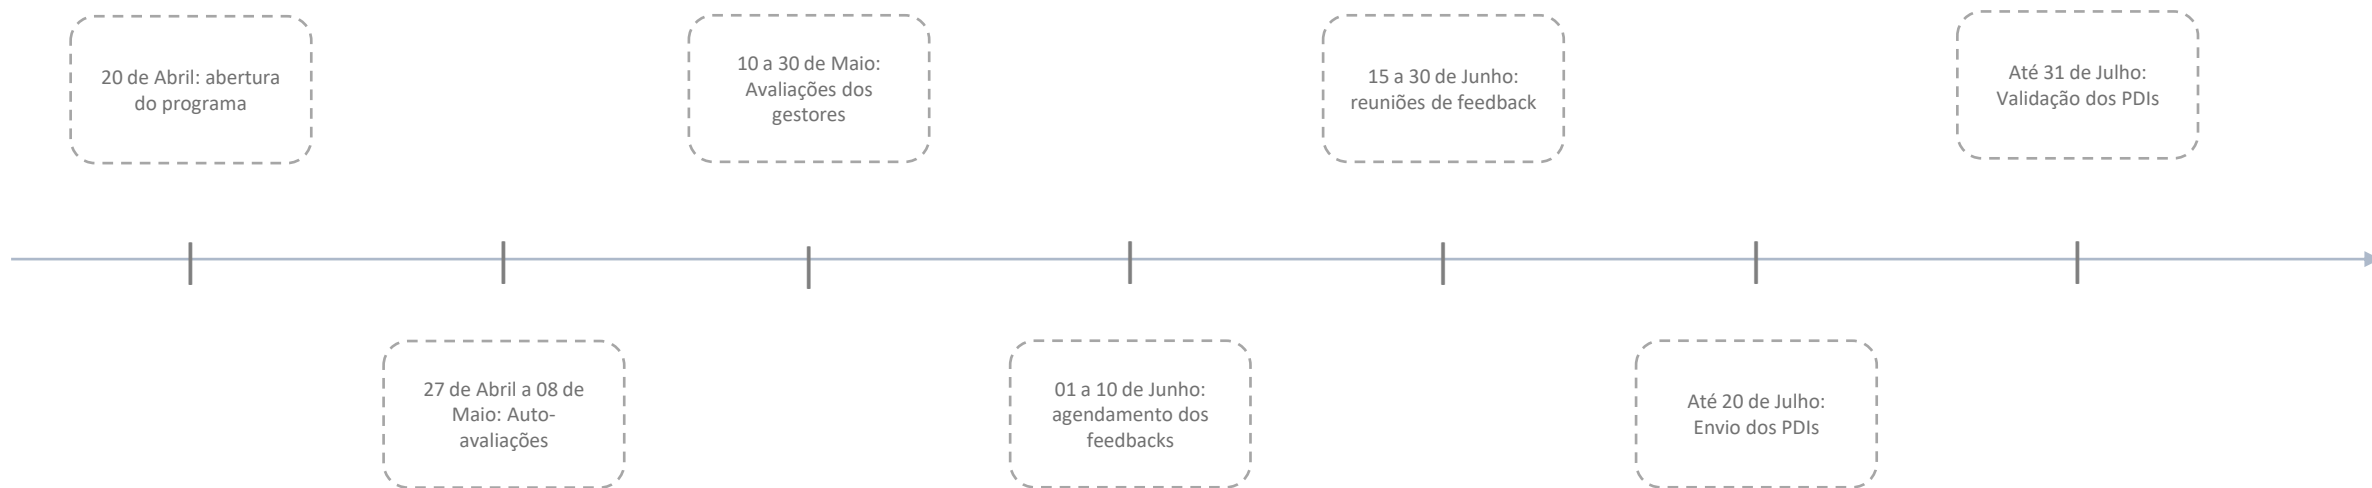 20 de Abril: abertura
do programa
27 de Abril a 08 de
Maio: Auto-
avaliações
10 a 30 de Maio:
Avaliações dos
gestores
01 a 10 de Junho:
agendamento dos
feedbacks
15 a 30 de Junho:
reuniões de feedback
Até 20 de Julho:
Envio dos PDIs
Até 31 de Julho:
Validação dos PDIs